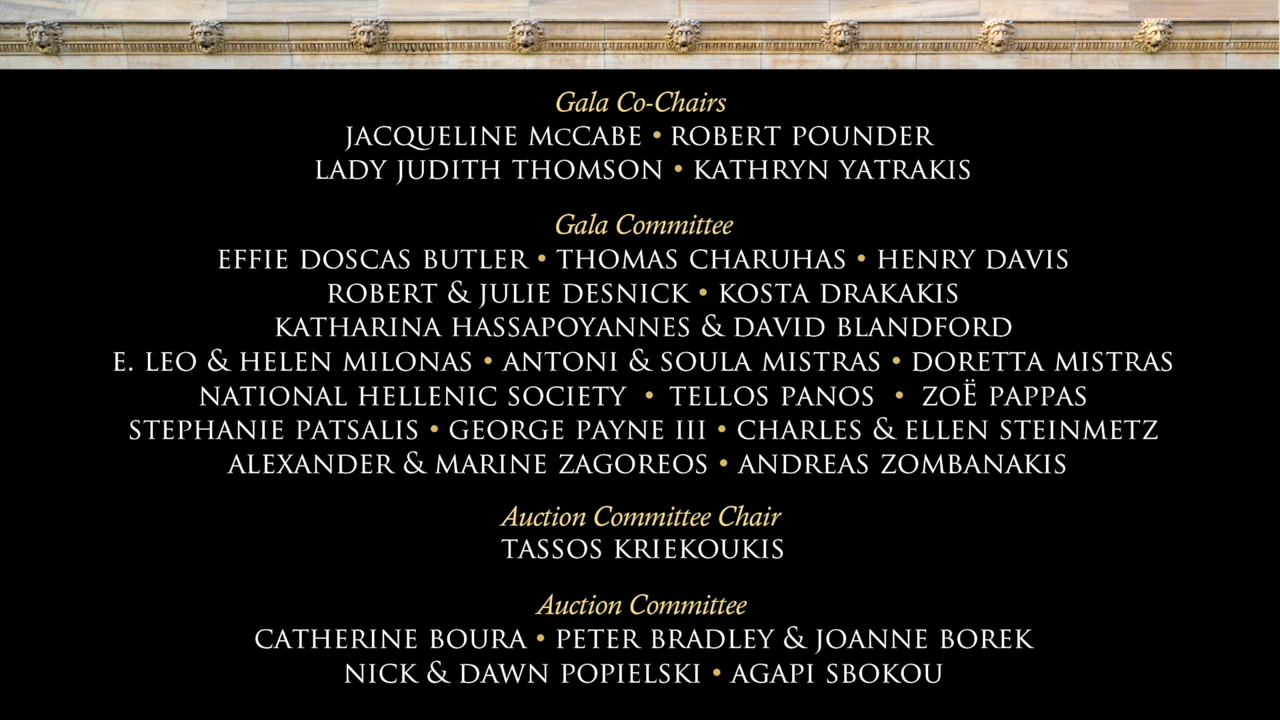 Gala Co-Chairs
JACQUELINE McCABE • ROBERT POUNDER
LADY JUDITH THOMSON • KATHRYN YATRAKIS
Gala Committee
EFFIE DOSCAS BUTLER • THOMAS CHARUHAS • HENRY DAVIS
ROBERT & JULIE DESNICK • KOSTA DRAKAKIS
KATHARINA HASSAPOYANNES & DAVID BLANDFORD
E. LEO & HELEN MILONAS • ANTONI & SOULA MISTRAS • DORETTA MISTRAS
NATIONAL HELLENIC SOCIETY • TELLOS PANOS • ZOË PAPPAS
STEPHANIE PATSALIS • GEORGE PAYNE III • CHARLES & ELLEN STEINMETZ
ALEXANDER & MARINE ZAGOREOS • ANDREAS ZOMBANAKIS
Auction Committee Chair
TASSOS KRIEKOUKIS
Auction Committee
CATHERINE BOURA • PETER BRADLEY & JOANNE BOREK
NICK & DAWN POPIELSKI • AGAPI SBOKOU